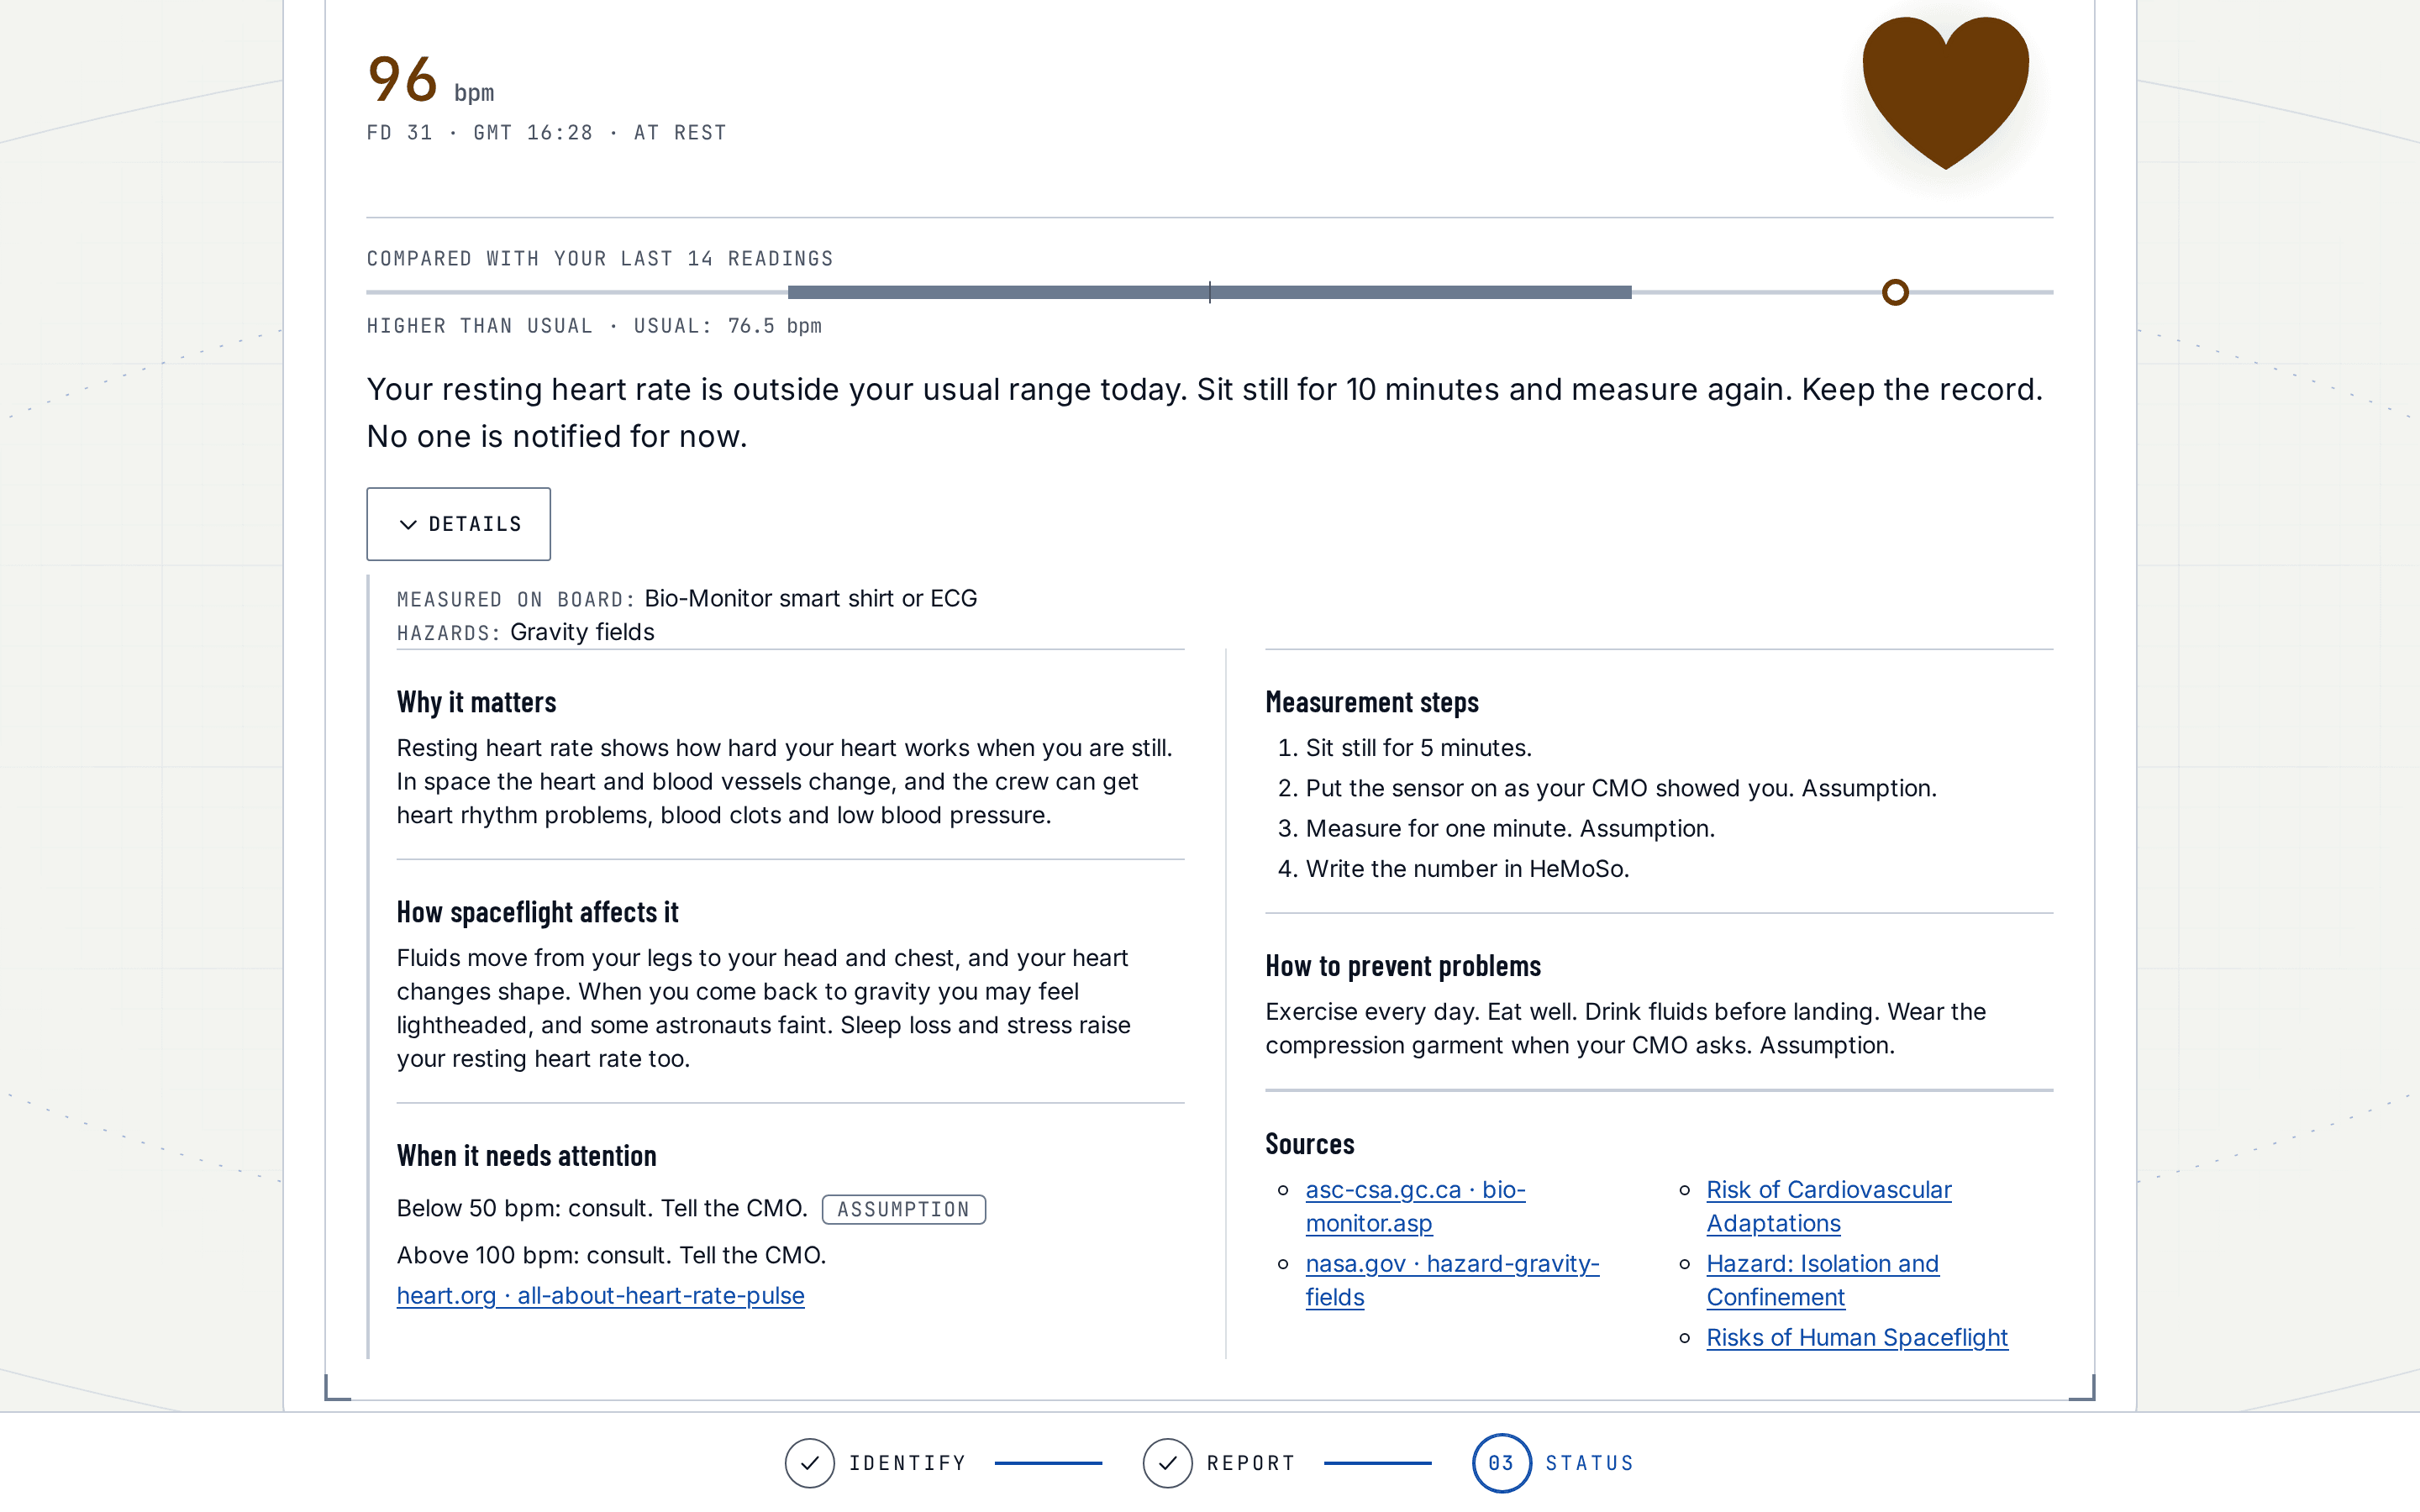 96 bpm
FD 31 · GMT 16:28 · AT REST
COMPARED WITH YOUR LAST 14 READINGS
HIGHER THAN USUAL · USUAL: 76.5 bpm
Your resting heart rate is outside your usual range today. Sit still for 10 minutes and measure again. Keep the record.
No one is notified for now.
DETAILS
MEASURED ON BOARD: Bio-Monitor smart shirt or ECG
HAZARDS: Gravity fields
Why it matters
Resting heart rate shows how hard your heart works when you are still.
In space the heart and blood vessels change, and the crew can get
heart rhythm problems, blood clots and low blood pressure.
How spaceflight affects it
Fluids move from your legs to your head and chest, and your heart
changes shape. When you come back to gravity you may feel
lightheaded, and some astronauts faint. Sleep loss and stress raise
your resting heart rate too.
When it needs attention
Below 50 bpm: consult. Tell the CMO. ASSUMPTION
Above 100 bpm: consult. Tell the CMO.
heart.org · all-about-heart-rate-pulse
Measurement steps
1. Sit still for 5 minutes.
2. Put the sensor on as your CMO showed you. Assumption.
3. Measure for one minute. Assumption.
4. Write the number in HeMoSo.
How to prevent problems
Exercise every day. Eat well. Drink fluids before landing. Wear the
compression garment when your CMO asks. Assumption.
Sources
asc-csa.gc.ca · bio-
monitor.asp
nasa.gov · hazard-gravity-
fields
Risk of Cardiovascular
Adaptations
Hazard: Isolation and
Confinement
Risks of Human Spaceflight
IDENTIFY
REPORT
03 STATUS